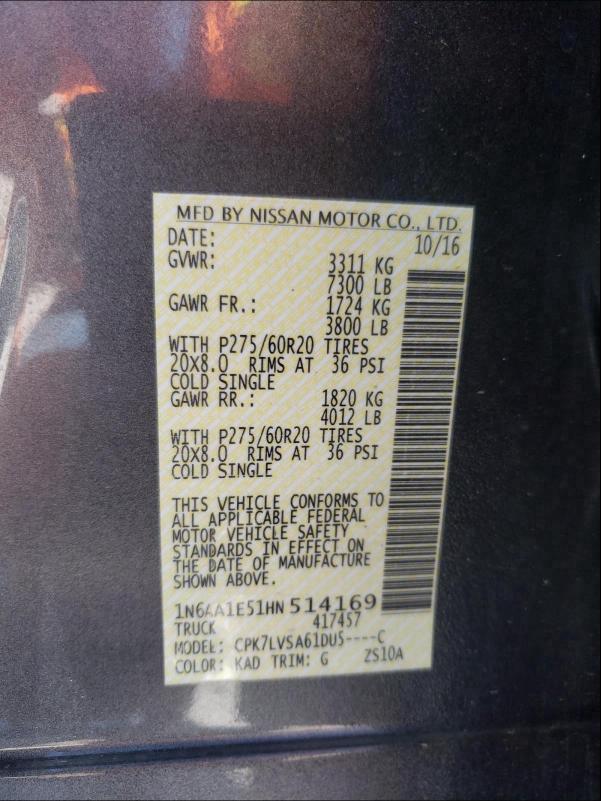 MFD BY NISSAN MOTOR CO., LTD.
DATE: 10/16
GVWR: 3311 KG
7300 LB
GAWR FR.: 1724 KG
3800 LB
WITH P275/60R20 TIRES
20X8.0 RIMS AT 36 PSI
COLD SINGLE
GAWR RR.: 1820 KG
4012 LB
WITH P275/60R20 TIRES
20X8.0 RIMS AT 36 PSI
COLD SINGLE
THIS VEHICLE CONFORMS TO
ALL APPLICABLE FEDERAL
MOTOR VEHICLE SAFETY
STANDARDS IN EFFECT ON
THE DATE OF MANUFACTURE
SHOWN ABOVE.
1N6AA1E51HN514169
TRUCK 417457
MODEL: CPK7LVSA61DU5----C
COLOR: KAD TRIM: G ZS10A